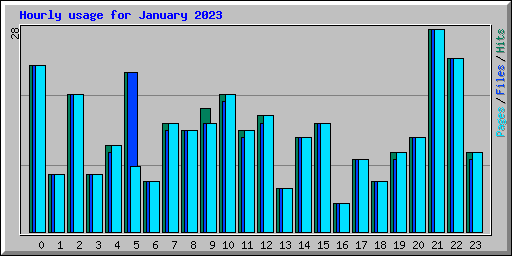 Hourly usage for January 2023
28
Pages/Files/Hits
0 1 2 3 4 5 6 7 8 9 10 11 12 13 14 15 16 17 18 19 20 21 22 23